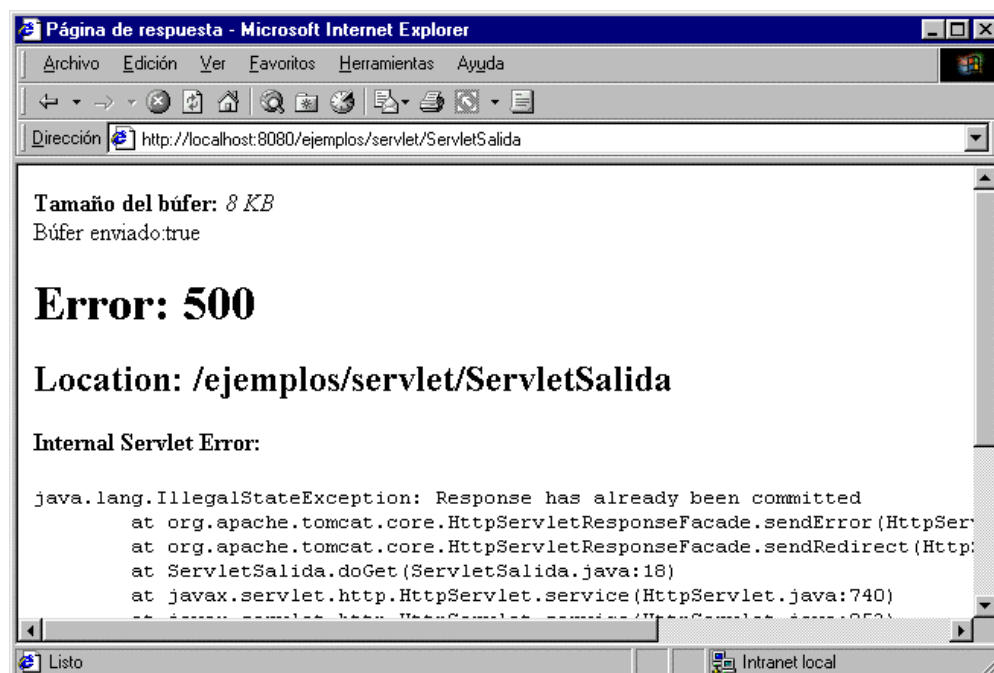 Página de respuesta - Microsoft Internet Explorer
Archivo Edición Ver Favoritos Herramientas Ayuda
Dirección http://localhost:8080/ejemplos/servlet/ServletSalida
Tamaño del búfer: 8 KB
Búfer enviado:true
Error: 500
Location: /ejemplos/servlet/ServletSalida
Internal Servlet Error:
java.lang.IllegalStateException: Response has already been committed
at org.apache.tomcat.core.HttpServletResponseFacade.sendError(HttpSer
at org.apache.tomcat.core.HttpServletResponseFacade.sendRedirect(Http
at ServletSalida.doGet(ServletSalida.java:18)
at javax.servlet.http.HttpServlet.service(HttpServlet.java:740)
Listo Intranet local